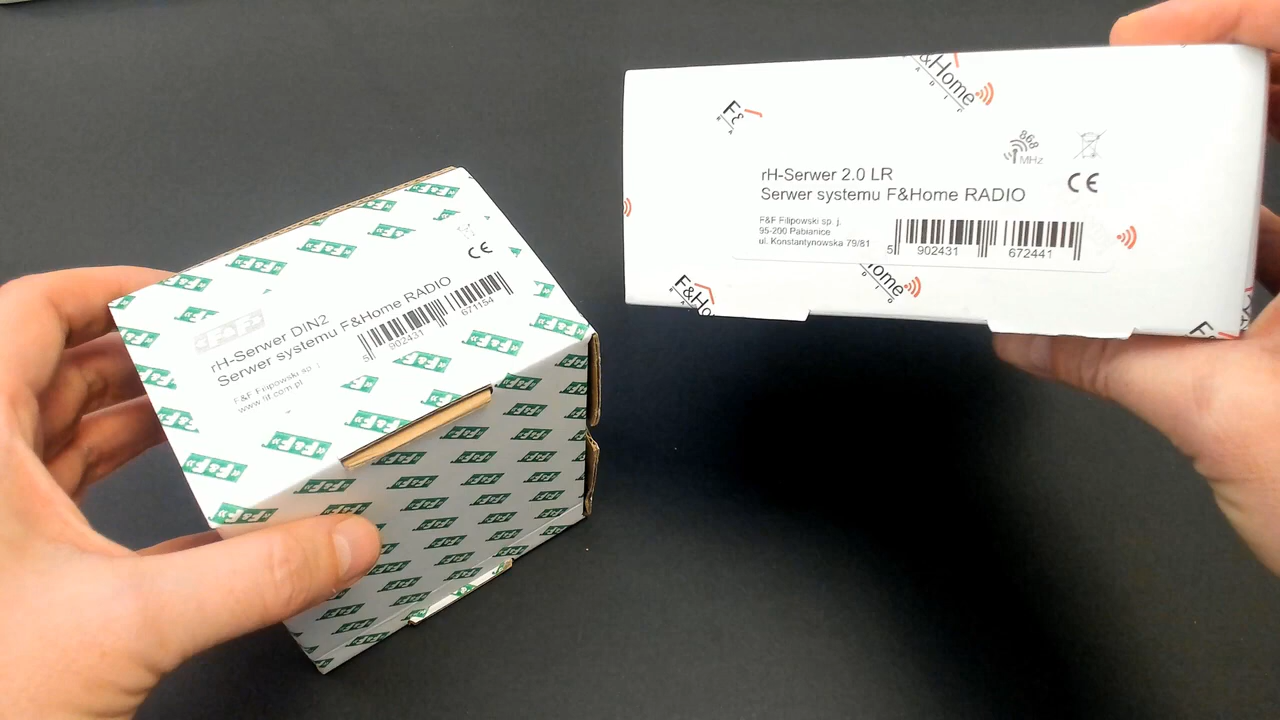 rH-Serwer DIN2
Serwer systemu F&Home RADIO
F&F Filipowski sp. j.
www.fif.com.pl
5 902431 671154
CE
F&F
F&Home
RADIO
868
MHz
CE
rH-Serwer 2.0 LR
Serwer systemu F&Home RADIO
F&F Filipowski sp. j.
95-200 Pabianice
ul. Konstantynowska 79/81
5 902431 672441
F&Ho